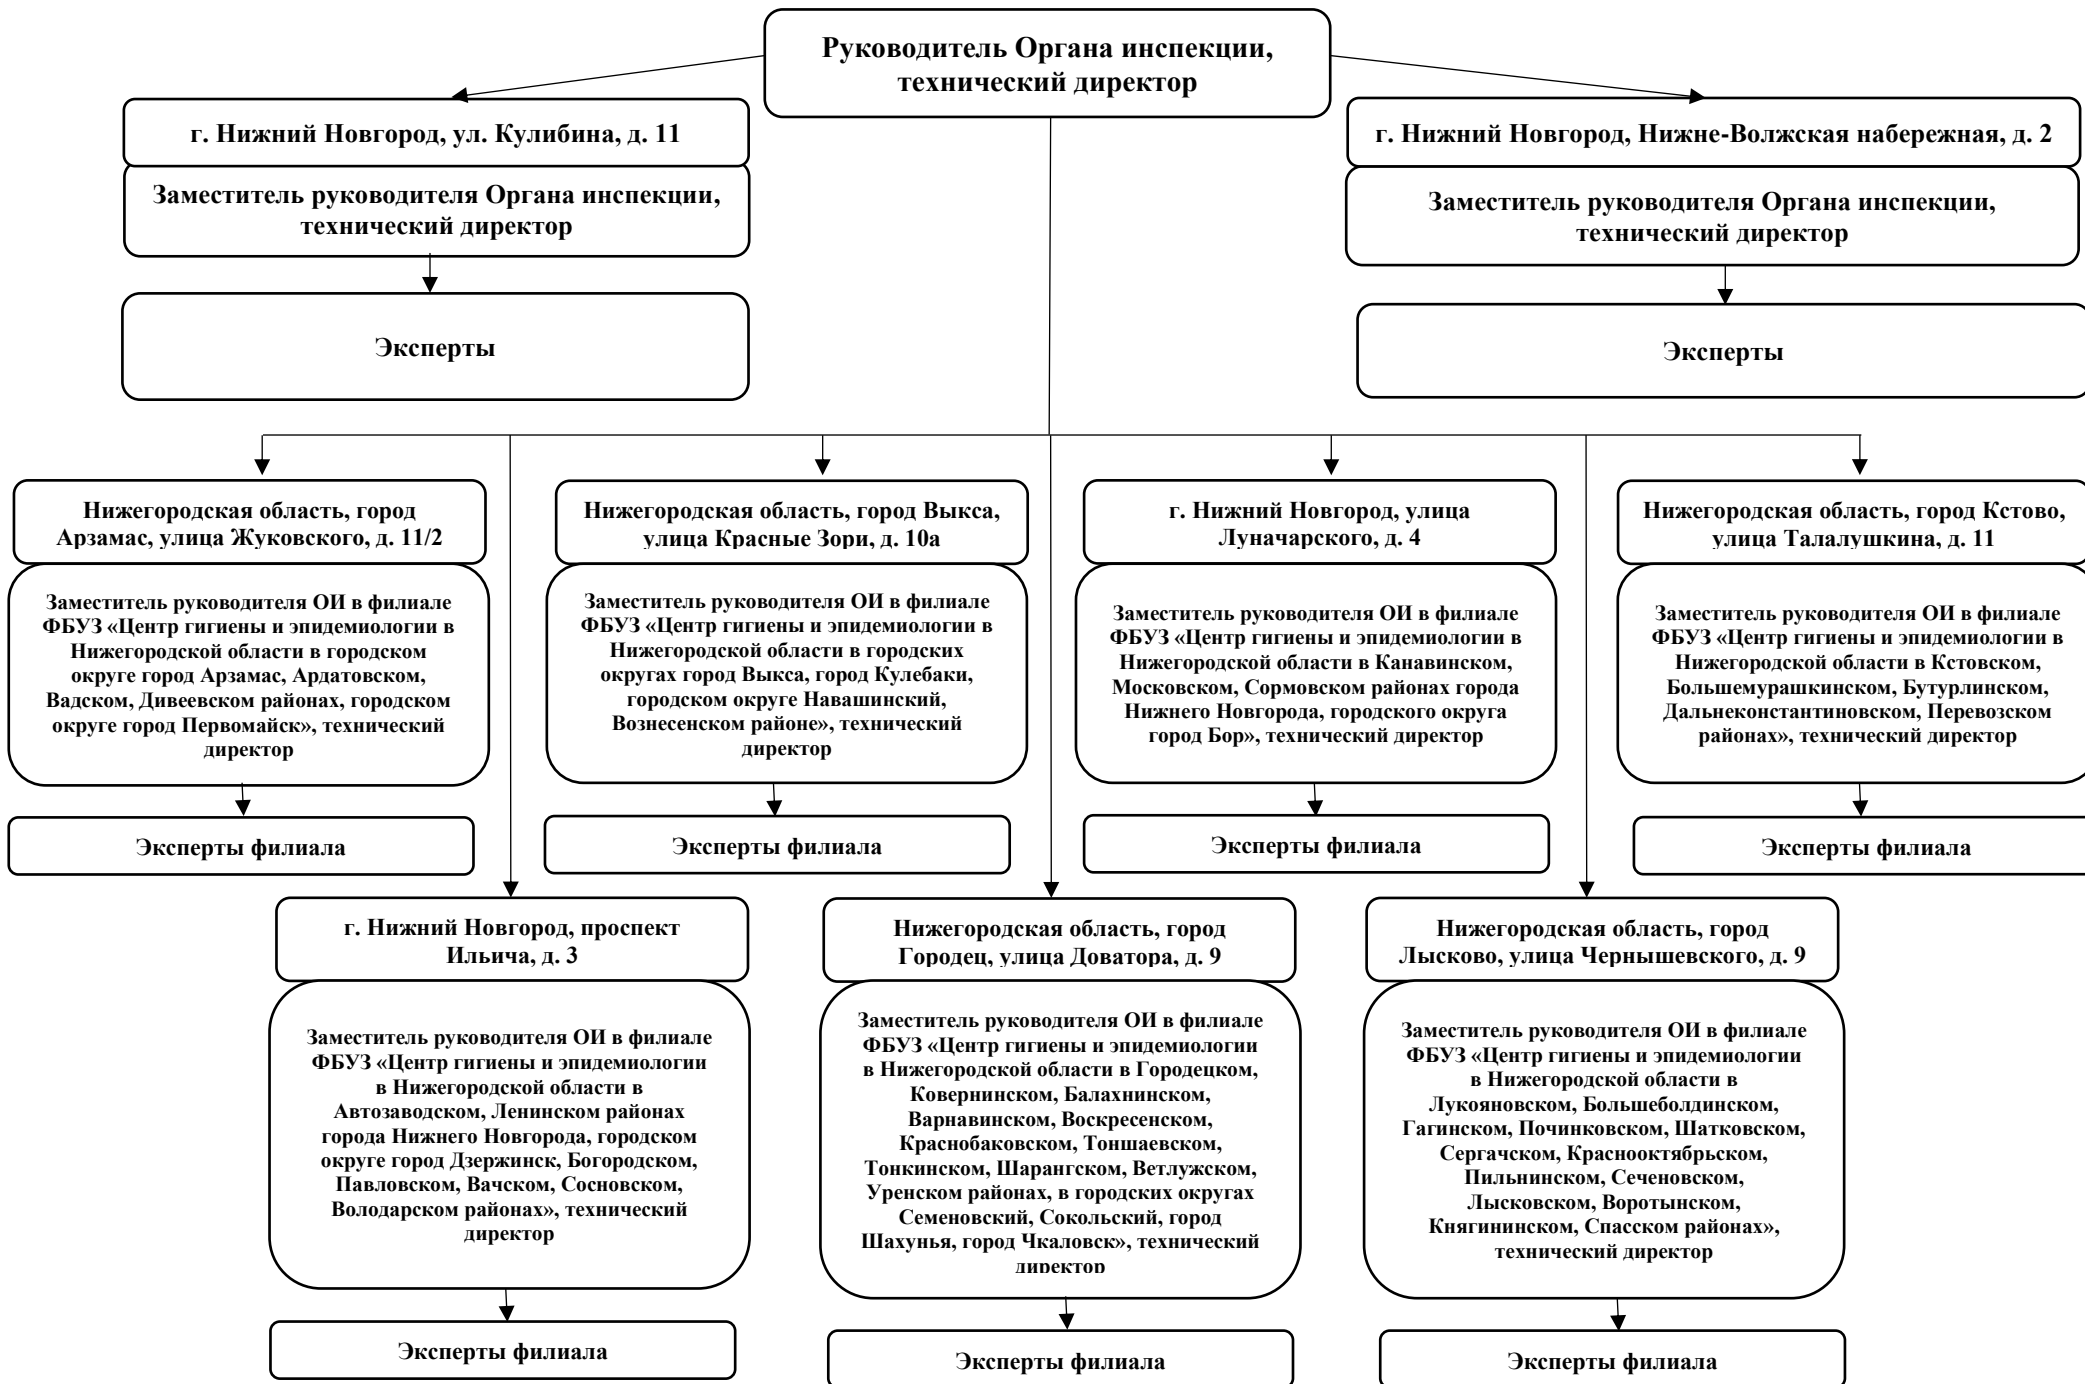 Руководитель Органа инспекции,
технический директор
г. Нижний Новгород, ул. Кулибина, д. 11
Заместитель руководителя Органа инспекции,
технический директор
Эксперты
г. Нижний Новгород, Нижне-Волжская набережная, д. 2
Заместитель руководителя Органа инспекции,
технический директор
Эксперты
Нижегородская область, город
Арзамас, улица Жуковского, д. 11/2
Заместитель руководителя ОИ в филиале
ФБУЗ «Центр гигиены и эпидемиологии в
Нижегородской области в городском
округе город Арзамас, Ардатовском,
Вадском, Дивеевском районах, городском
округе город Первомайск», технический
директор
Эксперты филиала
Нижегородская область, город Выкса,
улица Красные Зори, д. 10а
Заместитель руководителя ОИ в филиале
ФБУЗ «Центр гигиены и эпидемиологии в
Нижегородской области в городских
округах город Выкса, город Кулебаки,
городском округе Навашинский,
Вознесенском районе», технический
директор
Эксперты филиала
г. Нижний Новгород, улица
Луначарского, д. 4
Заместитель руководителя ОИ в филиале
ФБУЗ «Центр гигиены и эпидемиологии в
Нижегородской области в Канавинском,
Московском, Сормовском районах города
Нижнего Новгорода, городского округа
город Бор», технический директор
Эксперты филиала
Нижегородская область, город Кстово,
улица Талалушкина, д. 11
Заместитель руководителя ОИ в филиале
ФБУЗ «Центр гигиены и эпидемиологии в
Нижегородской области в Кстовском,
Большемурашкинском, Бутурлинском,
Дальнеконстантиновском, Перевозском
районах», технический директор
Эксперты филиала
г. Нижний Новгород, проспект
Ильича, д. 3
Заместитель руководителя ОИ в филиале
ФБУЗ «Центр гигиены и эпидемиологии
в Нижегородской области в
Автозаводском, Ленинском районах
города Нижнего Новгорода, городском
округе город Дзержинск, Богородском,
Павловском, Вачском, Сосновском,
Володарском районах», технический
директор
Эксперты филиала
Нижегородская область, город
Городец, улица Доватора, д. 9
Заместитель руководителя ОИ в филиале
ФБУЗ «Центр гигиены и эпидемиологии
в Нижегородской области в Городецком,
Ковернинском, Балахнинском,
Варнавинском, Воскресенском,
Краснобаковском, Тоншаевском,
Тонкинском, Шарангском, Ветлужском,
Уренском районах, в городских округах
Семеновский, Сокольский, город
Шахунья, город Чкаловск», технический
директор
Эксперты филиала
Нижегородская область, город
Лысково, улица Чернышевского, д. 9
Заместитель руководителя ОИ в филиале
ФБУЗ «Центр гигиены и эпидемиологии
в Нижегородской области в
Лукояновском, Большеболдинском,
Гагинском, Починковском, Шатковском,
Сергачском, Краснооктябрьском,
Пильнинском, Сеченовском,
Лысковском, Воротынском,
Княгининском, Спасском районах»,
технический директор
Эксперты филиала